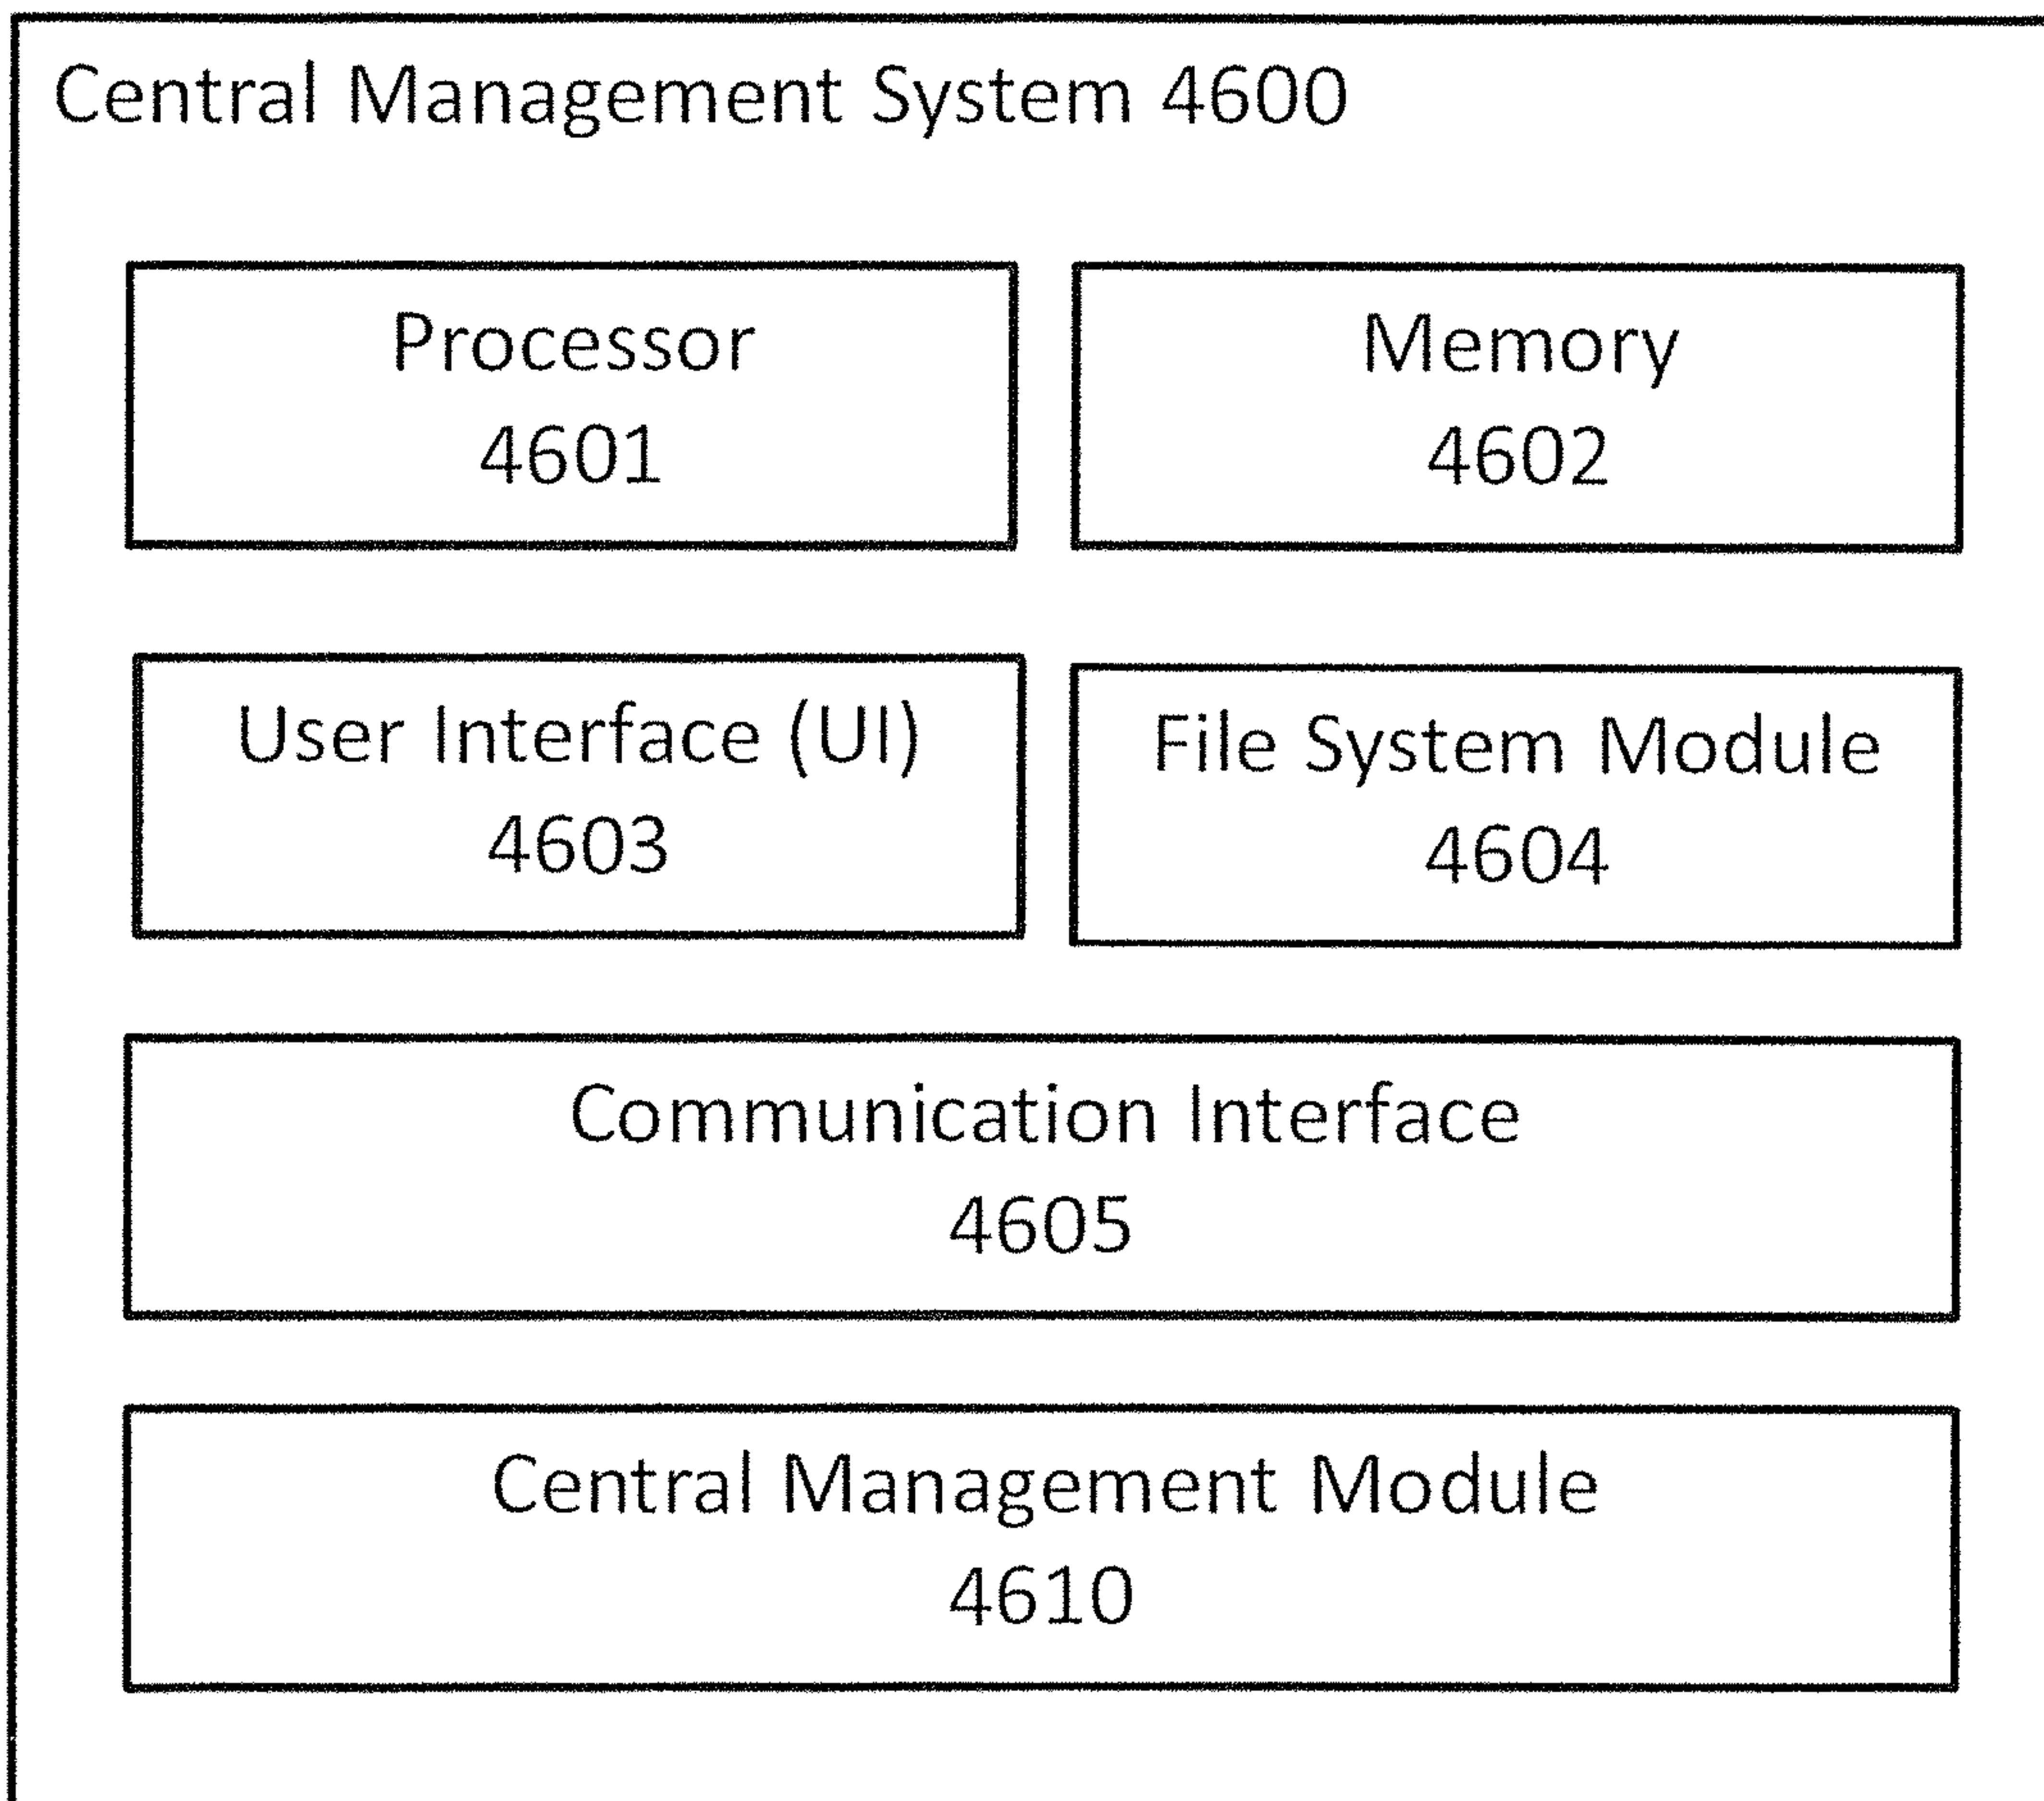 Central Management System 4600
Processor
4601
Memory
4602
User Interface (UI)
4603
File System Module
4604
Communication Interface
4605
Central Management Module
4610